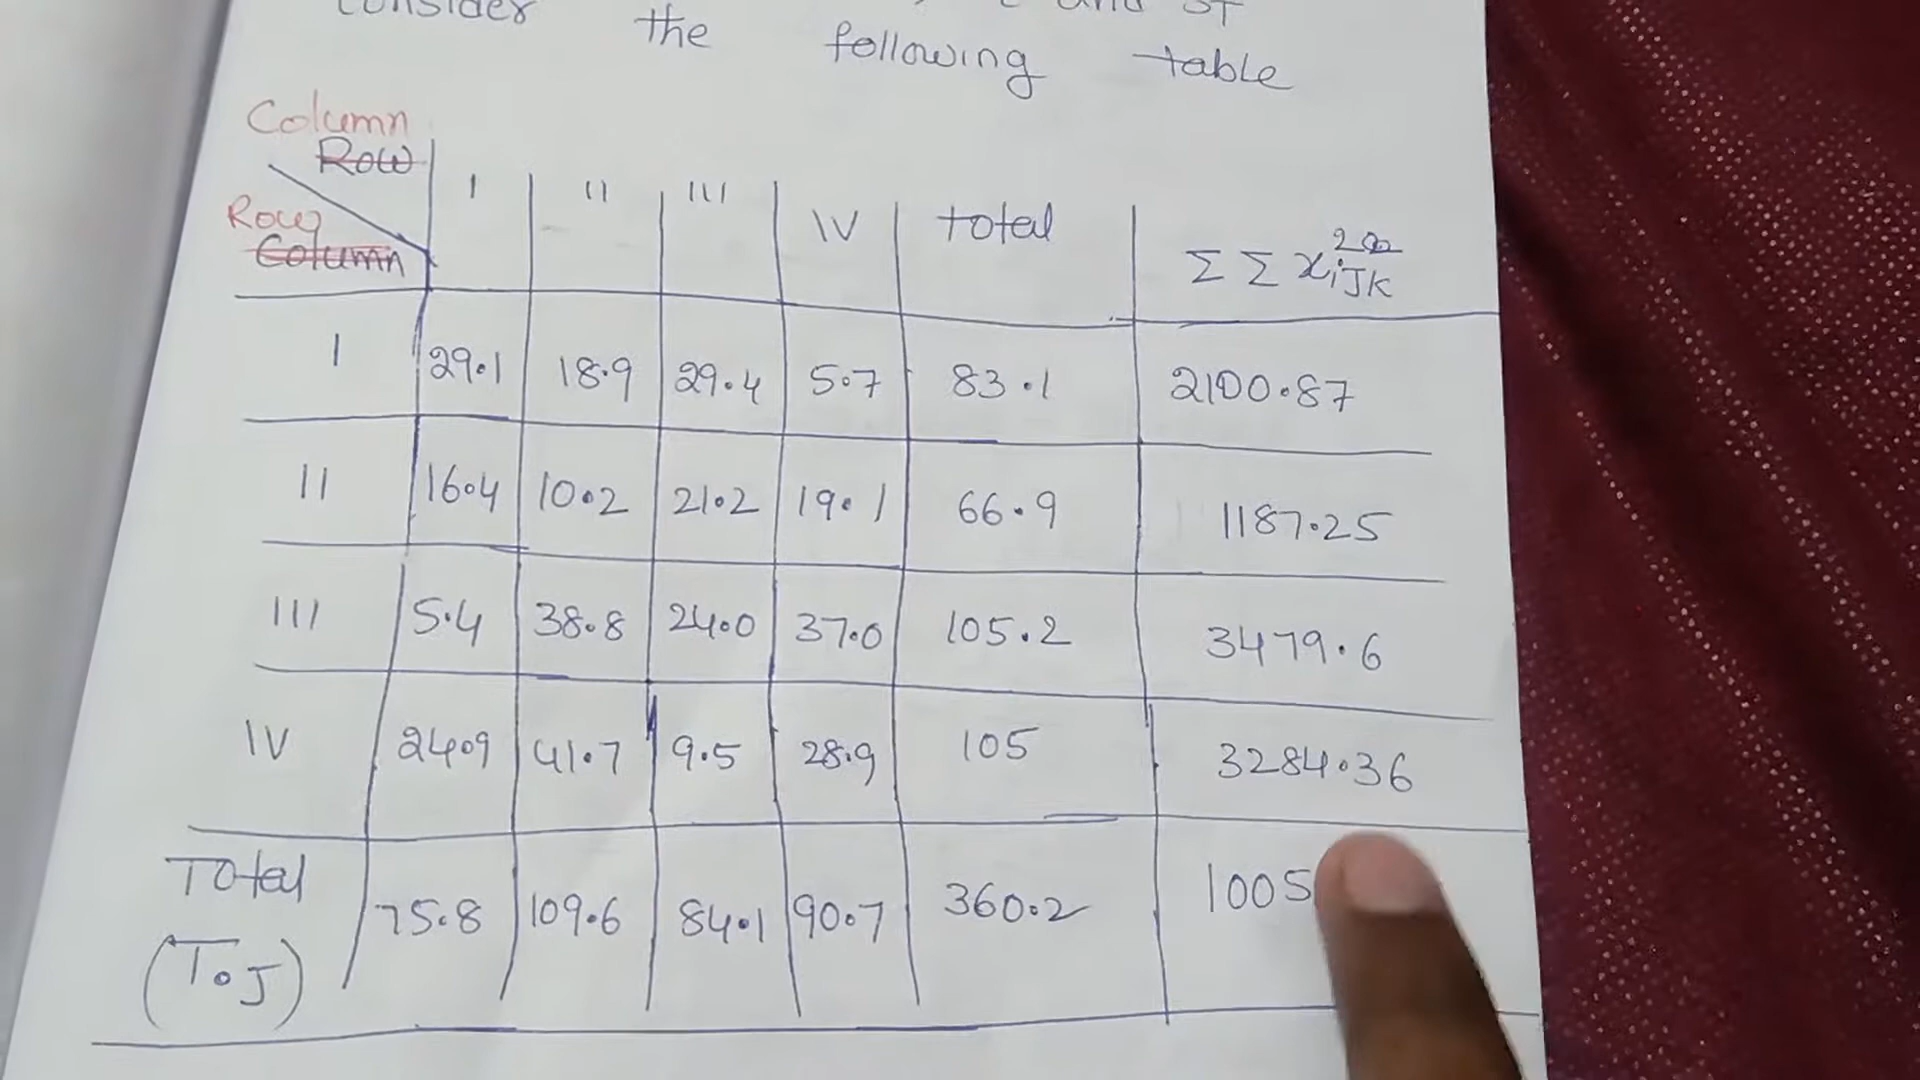 consider
the following table
Column
Row
Row
Column
I II III IV total Σ Σ x²ijk
I 29.1 18.9 29.4 5.7 83.1 2100.87
II 16.4 10.2 21.2 19.1 66.9 1187.25
III 5.4 38.8 24.0 37.0 105.2 3479.6
IV 24.9 41.7 9.5 28.9 105 3284.36
Total 75.8 109.6 84.1 90.7 360.2 1005
(T.J)